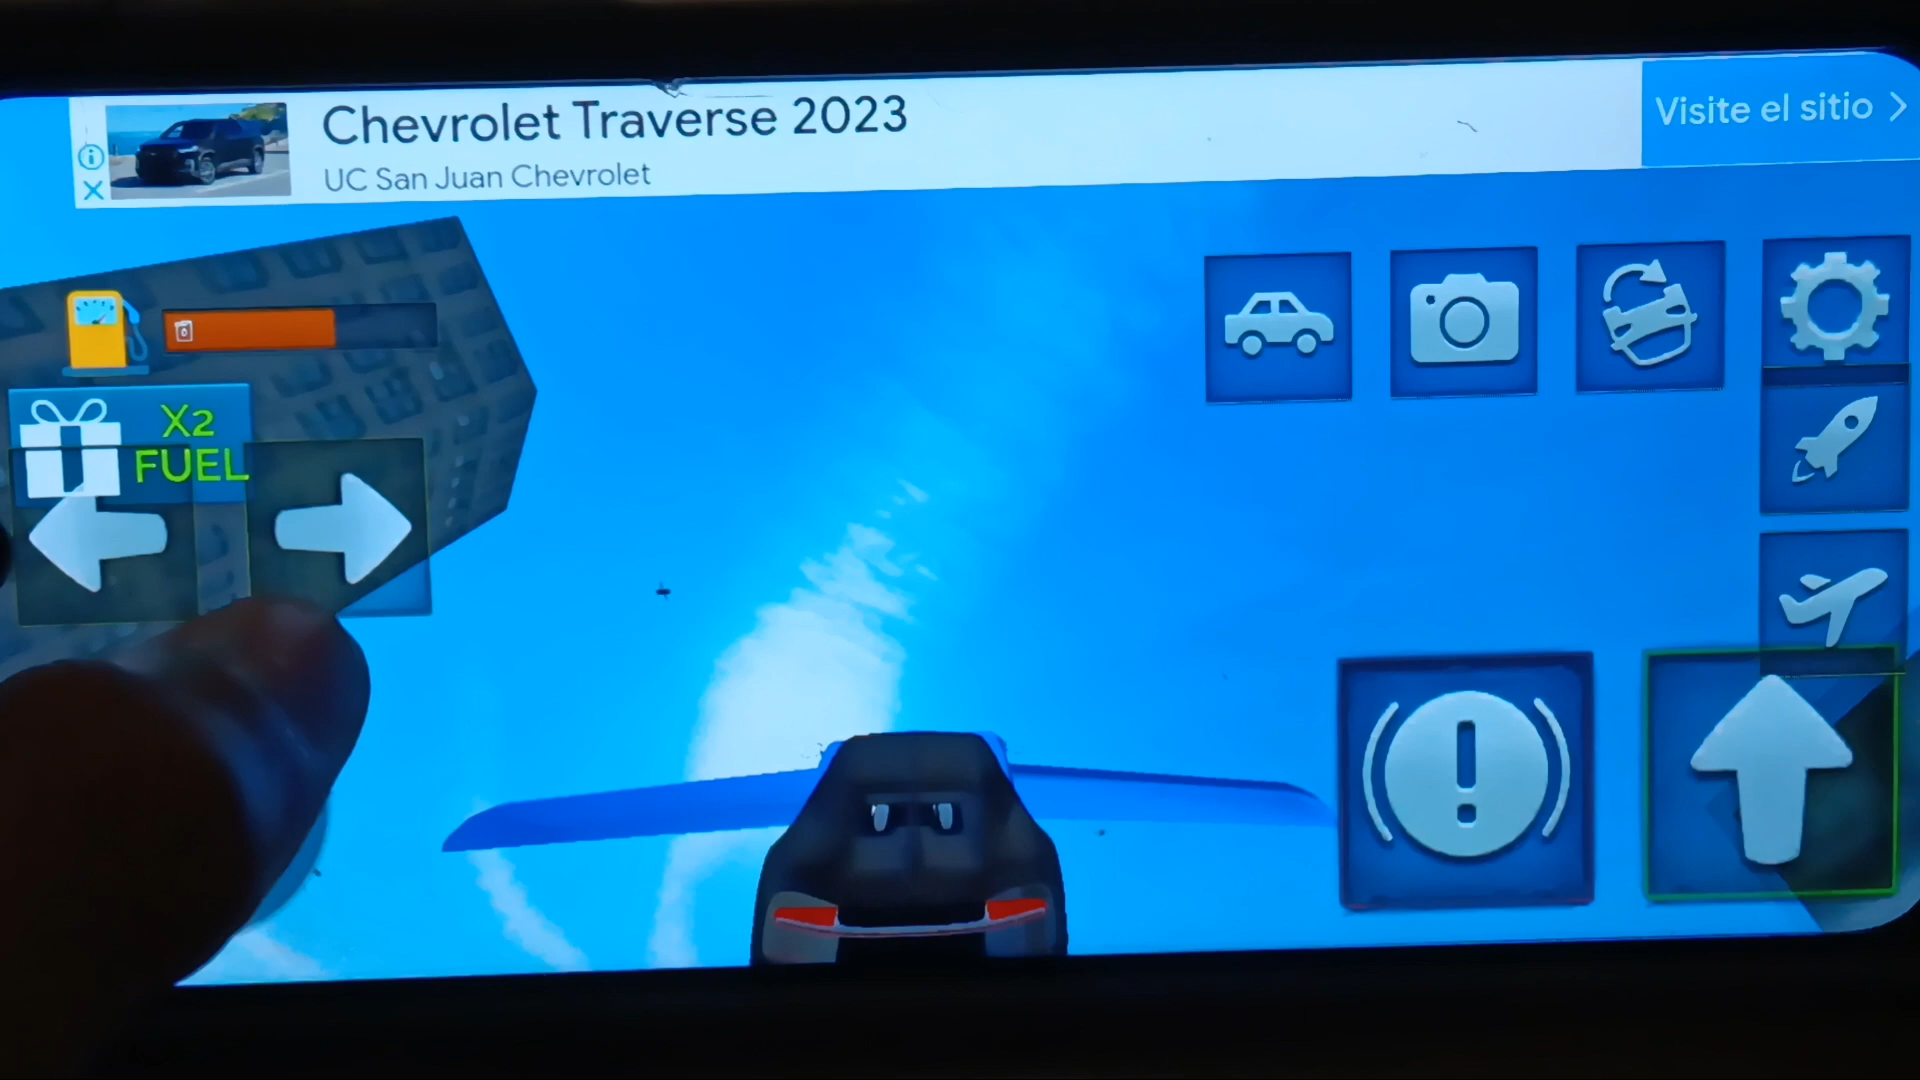 Chevrolet Traverse 2023
UC San Juan Chevrolet
Visite el sitio
X2
FUEL